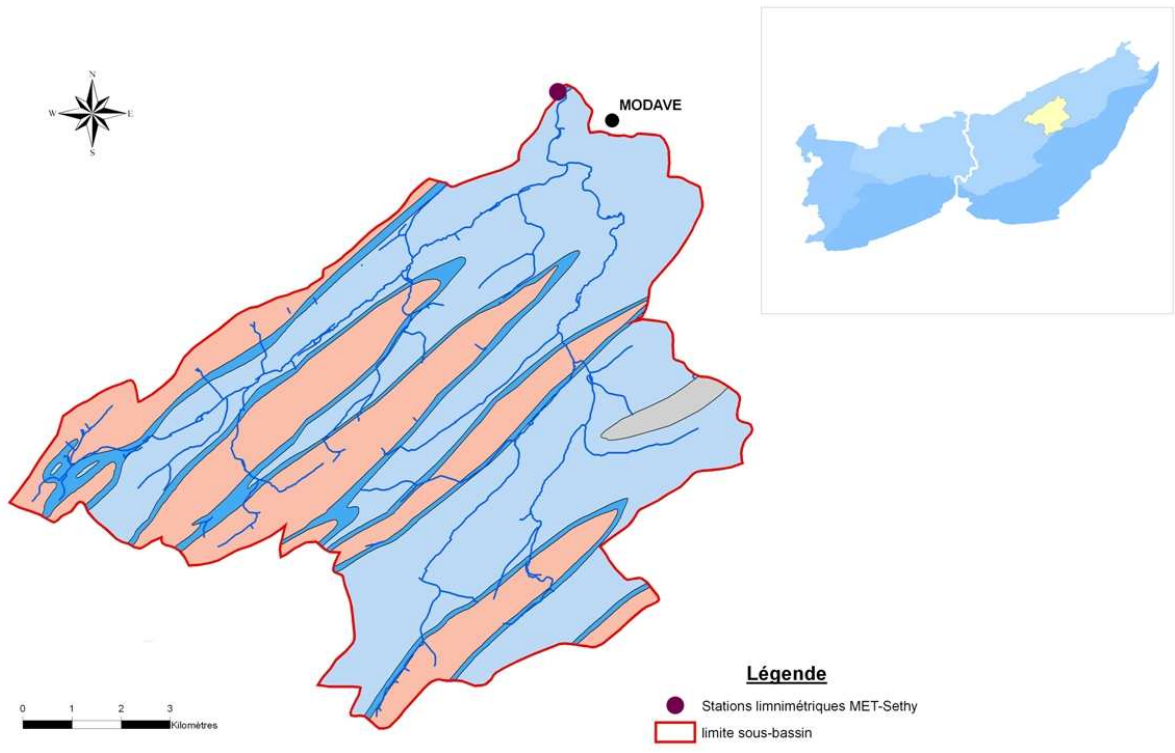 N
W E
S
MODAVE
0 1 2 3
Kilomètres
Légende
Stations limnimétriques MET-Sethy
limite sous-bassin